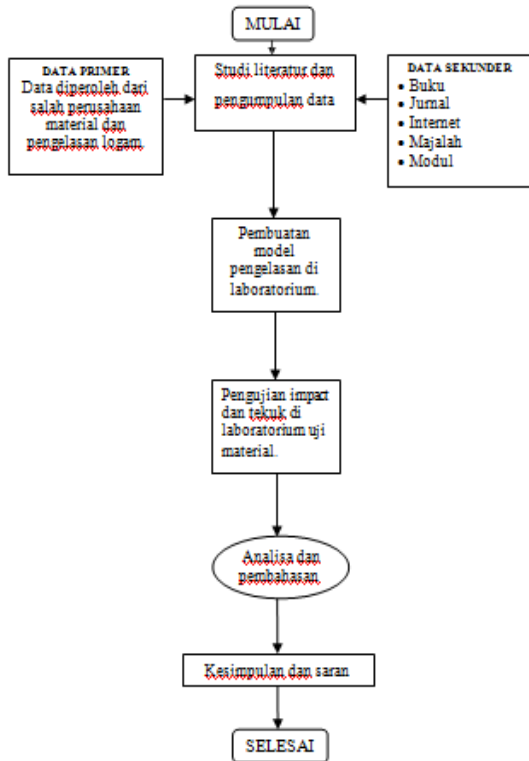 MULAI
DATA PRIMER
Data diperoleh dari
salah perusahaan
material dan
pengelasan logam.
Studi literatur dan
pengumpulan data
DATA SEKUNDER
• Buku
• Jurnal
• Internet
• Majalah
• Modul
Pembuatan
model
pengelasan di
laboratorium.
Pengujian impact
dan tekuk di
laboratorium uji
material.
Analisa dan
pembahasan
Kesimpulan dan saran
SELESAI